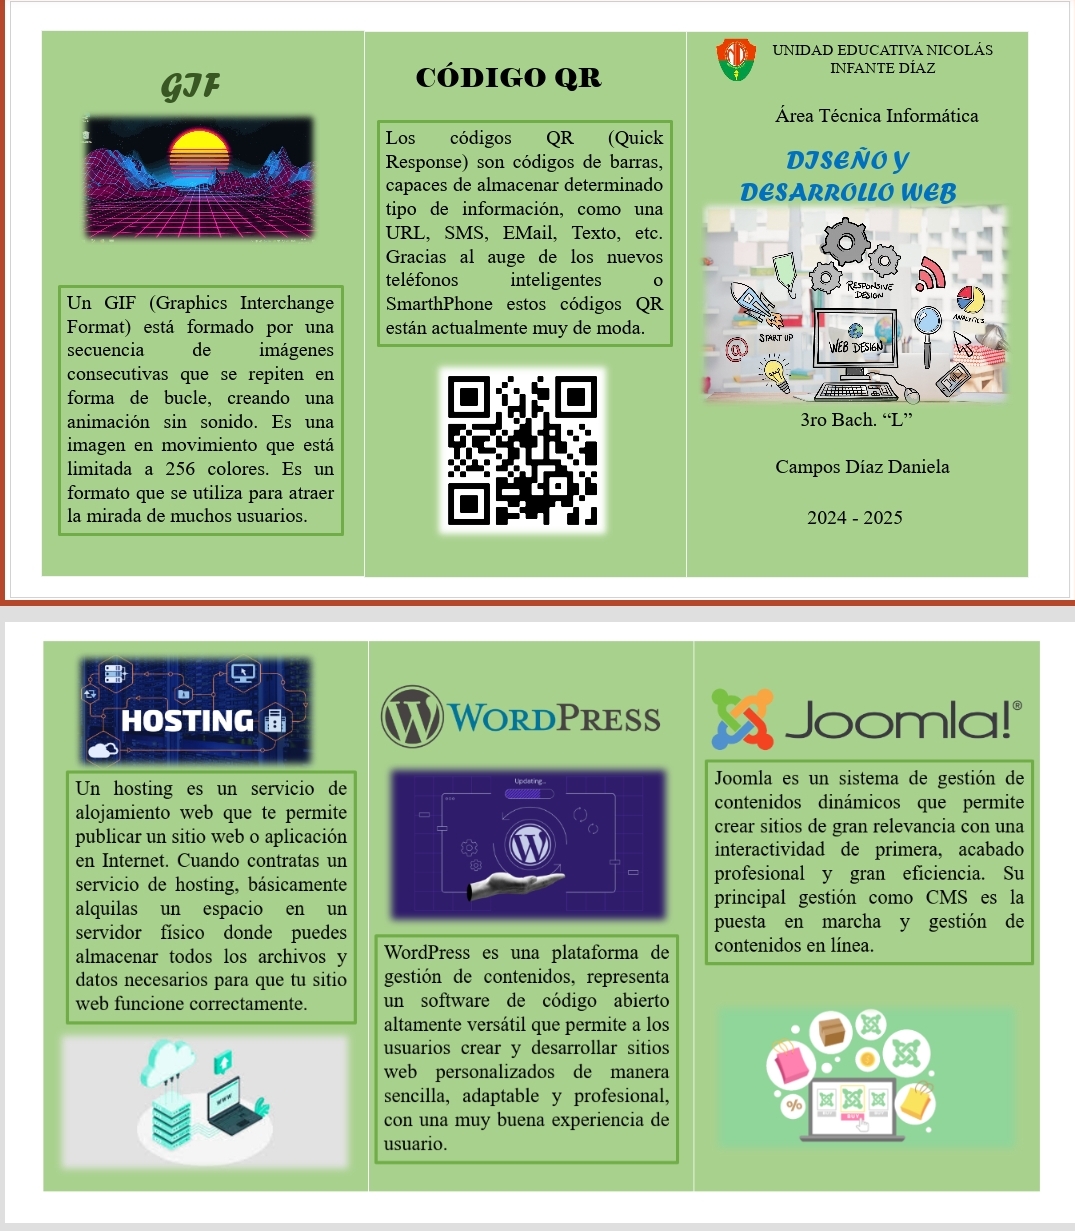 GIF
Un GIF (Graphics Interchange
Format) está formado por una
secuencia de imágenes
consecutivas que se repiten en
forma de bucle, creando una
animación sin sonido. Es una
imagen en movimiento que está
limitada a 256 colores. Es un
formato que se utiliza para atraer
la mirada de muchos usuarios.
CÓDIGO QR
Los códigos QR (Quick
Response) son códigos de barras,
capaces de almacenar determinado
tipo de información, como una
URL, SMS, EMail, Texto, etc.
Gracias al auge de los nuevos
teléfonos inteligentes o
SmarthPhone estos códigos QR
están actualmente muy de moda.
UNIDAD EDUCATIVA NICOLÁS
INFANTE DÍAZ
Área Técnica Informática
DISEÑO Y
DESARROLLO WEB
RESPONSIVE
DESIGN
ANALYTICS
START UP
WEB DESIGN
3ro Bach. “L”
Campos Díaz Daniela
2024 - 2025
HOSTING
Un hosting es un servicio de
alojamiento web que te permite
publicar un sitio web o aplicación
en Internet. Cuando contratas un
servicio de hosting, básicamente
alquilas un espacio en un
servidor físico donde puedes
almacenar todos los archivos y
datos necesarios para que tu sitio
web funcione correctamente.
WWW
WORDPRESS
Updating...
WordPress es una plataforma de
gestión de contenidos, representa
un software de código abierto
altamente versátil que permite a los
usuarios crear y desarrollar sitios
web personalizados de manera
sencilla, adaptable y profesional,
con una muy buena experiencia de
usuario.
Joomla!®
Joomla es un sistema de gestión de
contenidos dinámicos que permite
crear sitios de gran relevancia con una
interactividad de primera, acabado
profesional y gran eficiencia. Su
principal gestión como CMS es la
puesta en marcha y gestión de
contenidos en línea.
%
BUY